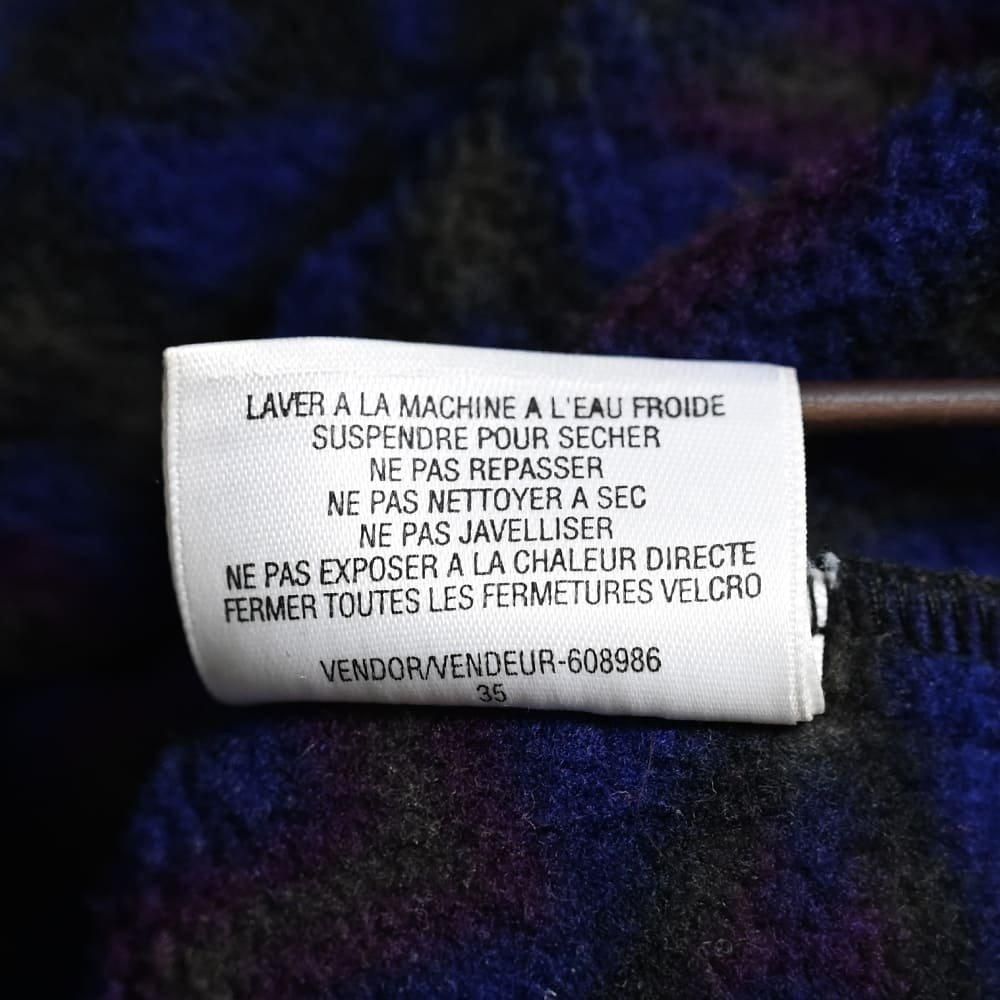 LAVER A LA MACHINE A L'EAU FROIDE
SUSPENDRE POUR SECHER
NE PAS REPASSER
NE PAS NETTOYER A SEC
NE PAS JAVELLISER
NE PAS EXPOSER A LA CHALEUR DIRECTE
FERMER TOUTES LES FERMETURES VELCRO
VENDOR/VENDEUR-608986
35